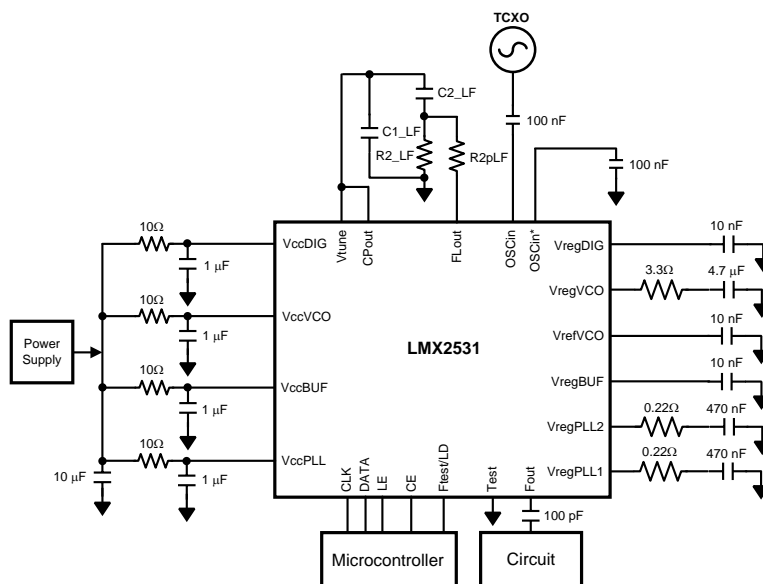 TCXO
C2_LF
100 nF
C1_LF
R2_LF
R2pLF
100 nF
10Ω
VccDIG
1 µF
10Ω
VccVCO
1 µF
Power
Supply
10Ω
VccBUF
1 µF
10Ω
VccPLL
10 µF
1 µF
Vtune
CPout
FLout
OSCin
OSCin*
LMX2531
VregDIG
10 nF
VregVCO
3.3Ω
4.7 µF
VrefVCO
10 nF
VregBUF
10 nF
VregPLL2
0.22Ω
470 nF
VregPLL1
0.22Ω
470 nF
CLK
DATA
LE
CE
Ftest/LD
Test
Fout
100 pF
Microcontroller
Circuit